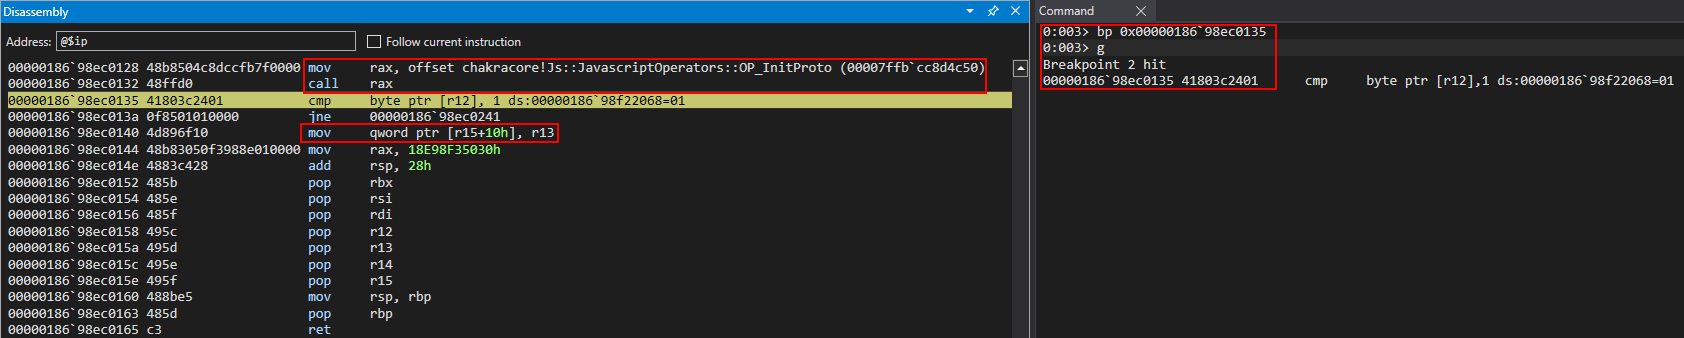 Disassembly
Address: @$ip Follow current instruction
00000186`98ec0128 48b8504c8dccfb7f0000 mov rax, offset chakracore!Js::JavascriptOperators::OP_InitProto (00007ffb`cc8d4c50)
00000186`98ec0132 48ffd0 call rax
00000186`98ec0135 41803c2401 cmp byte ptr [r12], 1 ds:00000186`98f22068=01
00000186`98ec013a 0f8501010000 jne 00000186`98ec0241
00000186`98ec0140 4d896f10 mov qword ptr [r15+10h], r13
00000186`98ec0144 48b83050f3988e010000 mov rax, 18E98F35030h
00000186`98ec014e 4883c428 add rsp, 28h
00000186`98ec0152 485b pop rbx
00000186`98ec0154 485e pop rsi
00000186`98ec0156 485f pop rdi
00000186`98ec0158 495c pop r12
00000186`98ec015a 495d pop r13
00000186`98ec015c 495e pop r14
00000186`98ec015e 495f pop r15
00000186`98ec0160 488be5 mov rsp, rbp
00000186`98ec0163 485d pop rbp
00000186`98ec0165 c3 ret
Command
0:003> bp 0x00000186`98ec0135
0:003> g
Breakpoint 2 hit
00000186`98ec0135 41803c2401 cmp byte ptr [r12],1 ds:00000186`98f22068=01